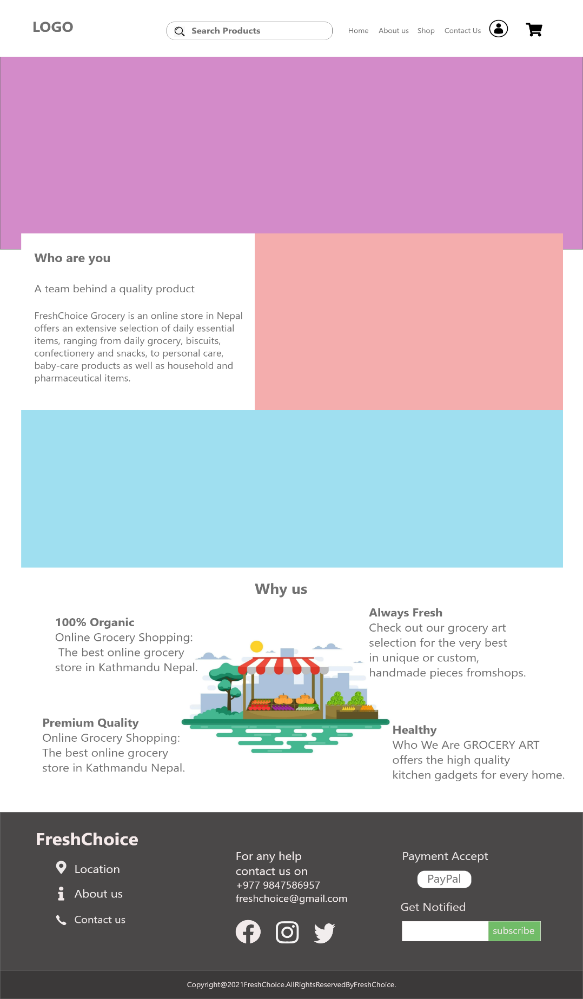 LOGO
Search Products
Home
About us
Shop
Contact Us
Who are you
A team behind a quality product
FreshChoice Grocery is an online store in Nepal
offers an extensive selection of daily essential
items, ranging from daily grocery, biscuits,
confectionery and snacks, to personal care,
baby-care products as well as household and
pharmaceutical items.
Why us
100% Organic
Online Grocery Shopping:
The best online grocery
store in Kathmandu Nepal.
Always Fresh
Check out our grocery art
selection for the very best
in unique or custom,
handmade pieces fromshops.
Premium Quality
Online Grocery Shopping:
The best online grocery
store in Kathmandu Nepal.
Healthy
Who We Are GROCERY ART
offers the high quality
kitchen gadgets for every home.
FreshChoice
Location
About us
Contact us
For any help
contact us on
+977 9847586957
freshchoice@gmail.com
Payment Accept
PayPal
Get Notified
subscribe
Copyright@2021FreshChoice.AllRightsReservedByFreshChoice.